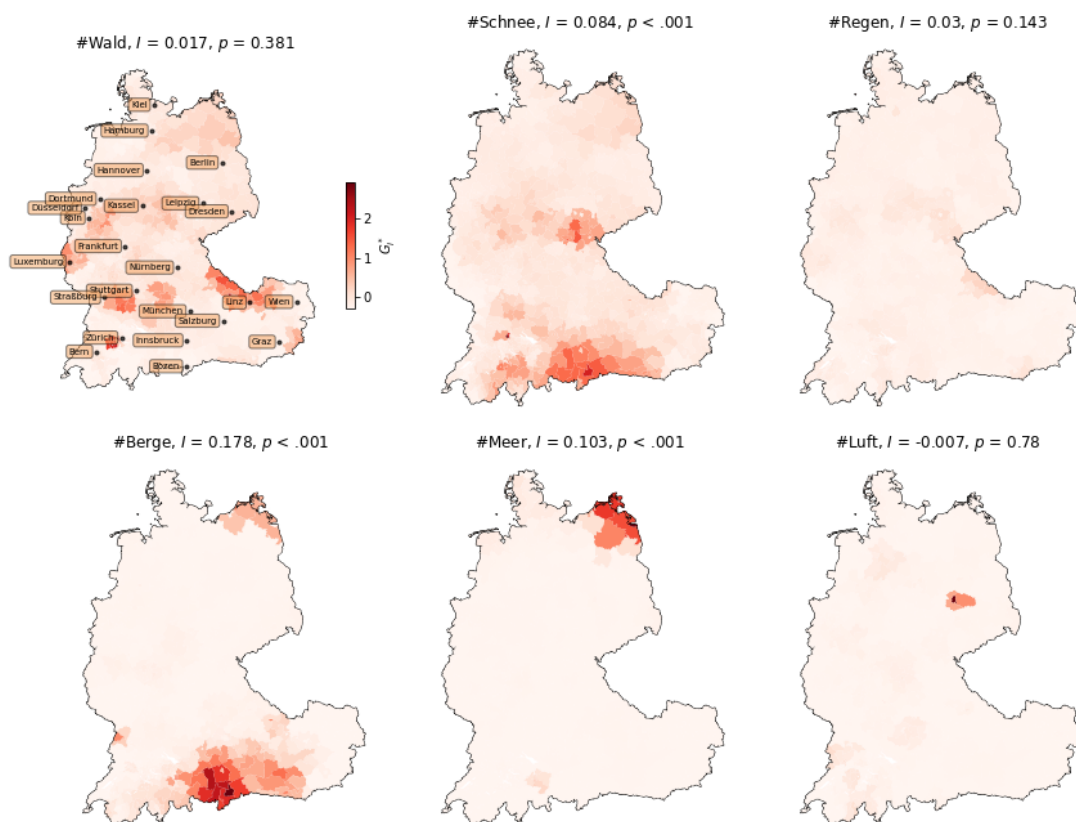 #Wald, I = 0.017, p = 0.381
#Schnee, I = 0.084, p < .001
#Regen, I = 0.03, p = 0.143
Kiel
Hamburg
Hannover
Berlin
Dortmund
Düsseldorf
Köln
Kassel
Leipzig
Dresden
Frankfurt
Luxemburg
Nürnberg
Stuttgart
Straßburg
München
Linz
Wien
Salzburg
Zürich
Innsbruck
Graz
Bern
Bozen
2
1
0
G*i
#Berge, I = 0.178, p < .001
#Meer, I = 0.103, p < .001
#Luft, I = -0.007, p = 0.78